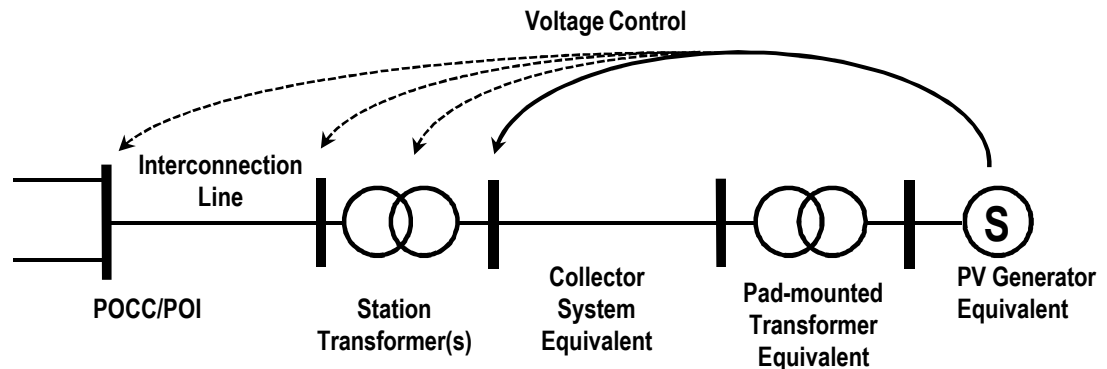 Voltage Control
Interconnection
Line
S
POCC/POI
Station
Transformer(s)
Collector
System
Equivalent
Pad-mounted
Transformer
Equivalent
PV Generator
Equivalent